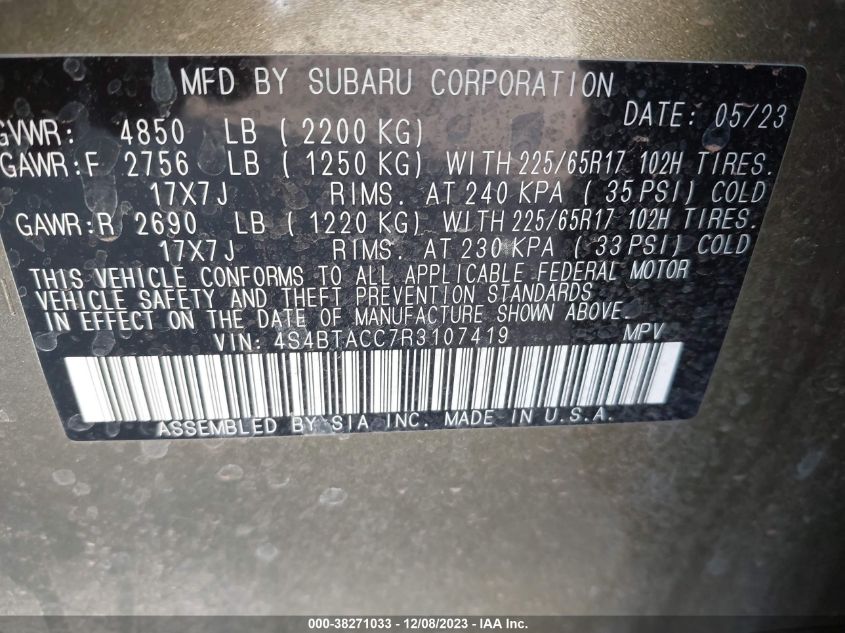 MFD BY SUBARU CORPORATION
DATE: 05/23
GVWR: 4850 LB ( 2200 KG)
GAWR:F 2756 LB ( 1250 KG) WITH 225/65R17 102H TIRES.
17X7J RIMS. AT 240 KPA ( 35 PSI) COLD
GAWR:R 2690 LB ( 1220 KG) WITH 225/65R17 102H TIRES.
17X7J RIMS. AT 230 KPA ( 33 PSI) COLD
THIS VEHICLE CONFORMS TO ALL APPLICABLE FEDERAL MOTOR
VEHICLE SAFETY AND THEFT PREVENTION STANDARDS
IN EFFECT ON THE DATE OF MANUFACTURE SHOWN ABOVE.
VIN: 4S4BTACC7R3107419 MPV
ASSEMBLED BY SIA INC. MADE IN U.S.A.
000-38271033 - 12/08/2023 - IAA Inc.